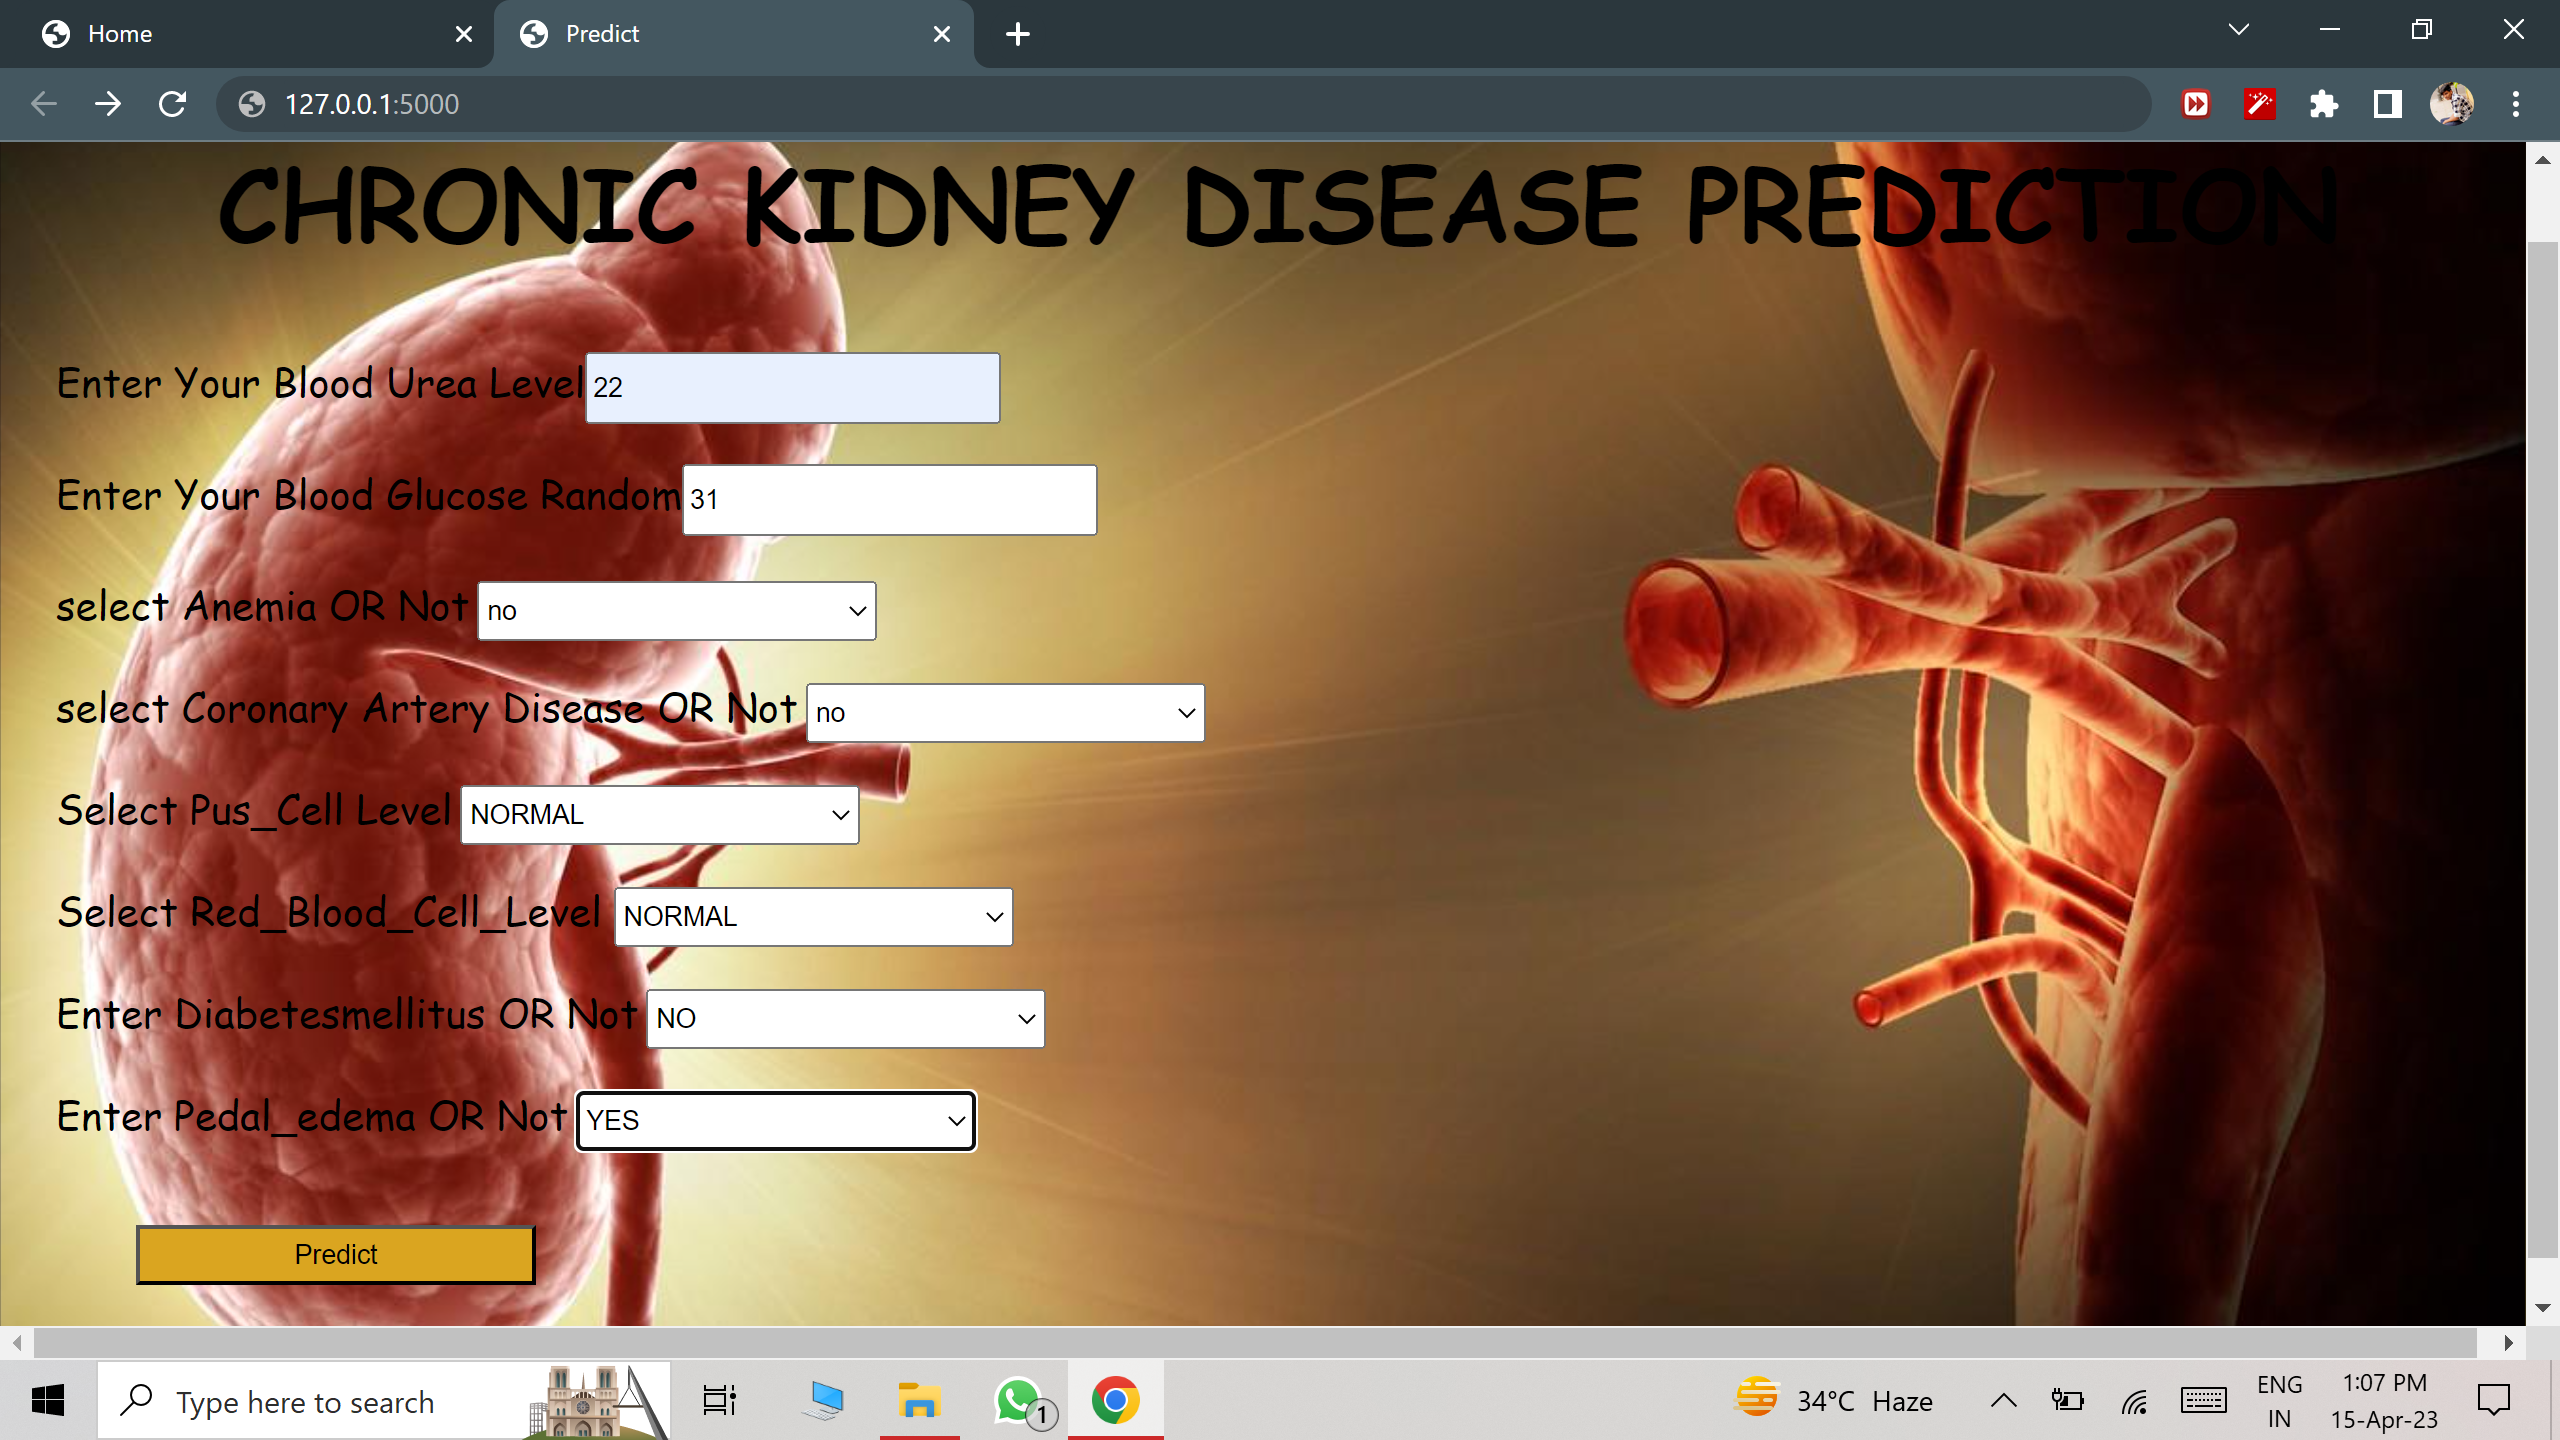 Home
Predict
127.0.0.1:5000
CHRONIC KIDNEY DISEASE PREDICTION
Enter Your Blood Urea Level 22
Enter Your Blood Glucose Random 31
select Anemia OR Not no
select Coronary Artery Disease OR Not no
Select Pus_Cell Level NORMAL
Select Red_Blood_Cell_Level NORMAL
Enter Diabetesmellitus OR Not NO
Enter Pedal_edema OR Not YES
Predict
Type here to search
1
34°C Haze
ENG
IN
1:07 PM
15-Apr-23